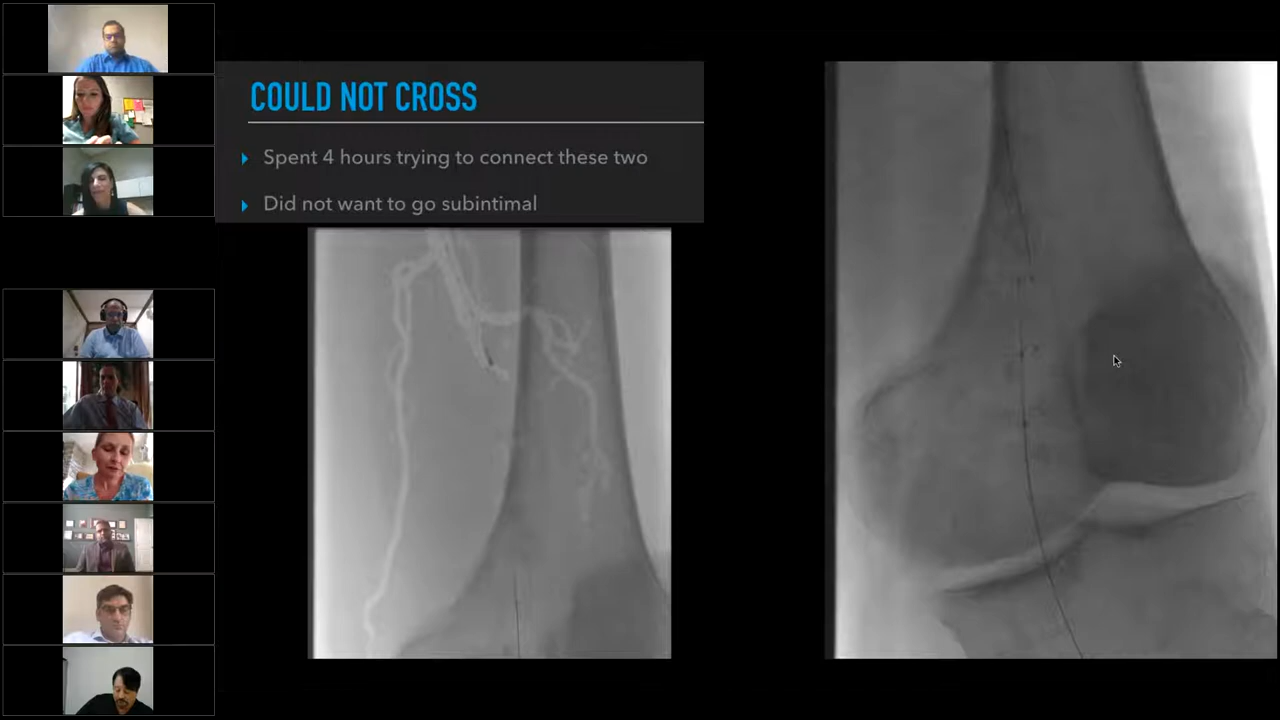 COULD NOT CROSS
Spent 4 hours trying to connect these two
Did not want to go subintimal